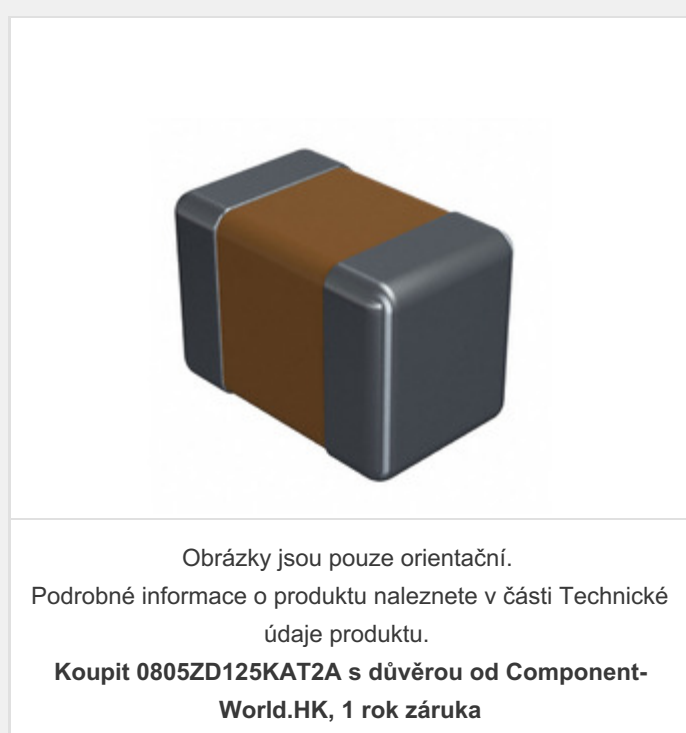 Obrázky jsou pouze orientační.
Podrobné informace o produktu naleznete v části Technické
údaje produktu.
Koupit 0805ZD125KAT2A s důvěrou od Component-
World.HK, 1 rok záruka